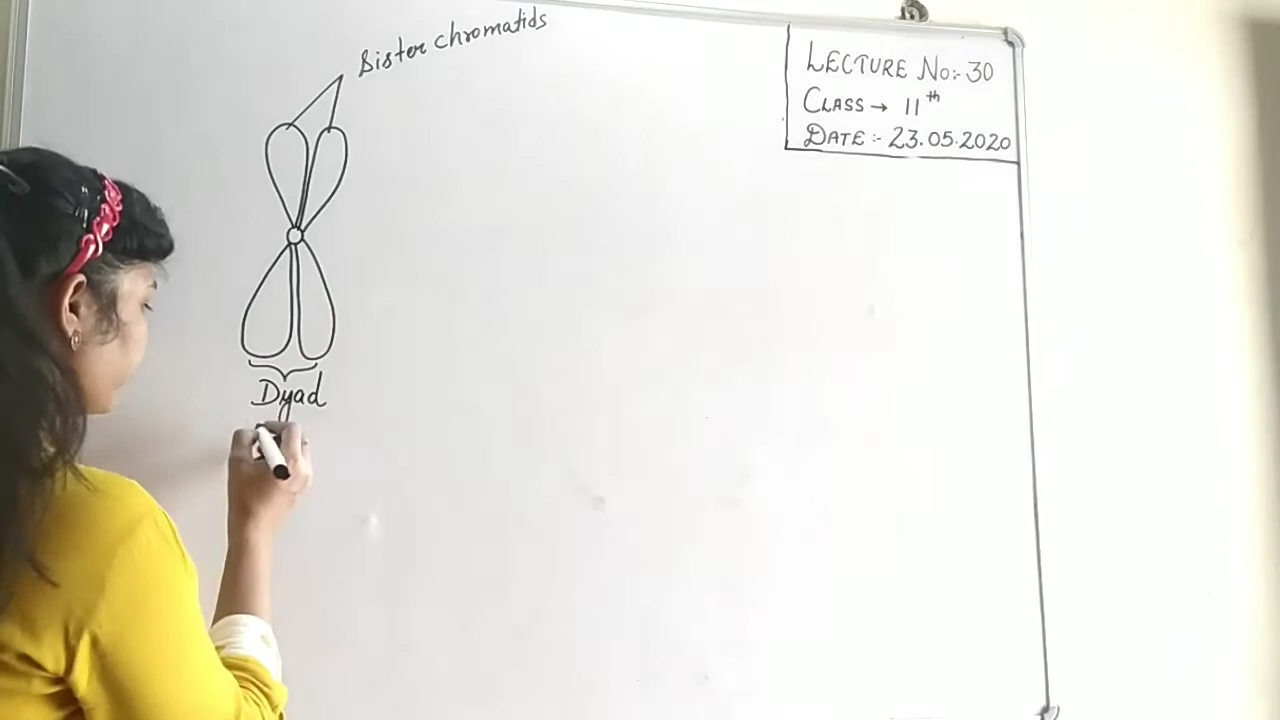 Sister chromatids
LECTURE No:- 30
CLASS → 11th
DATE :- 23.05.2020
Dyad